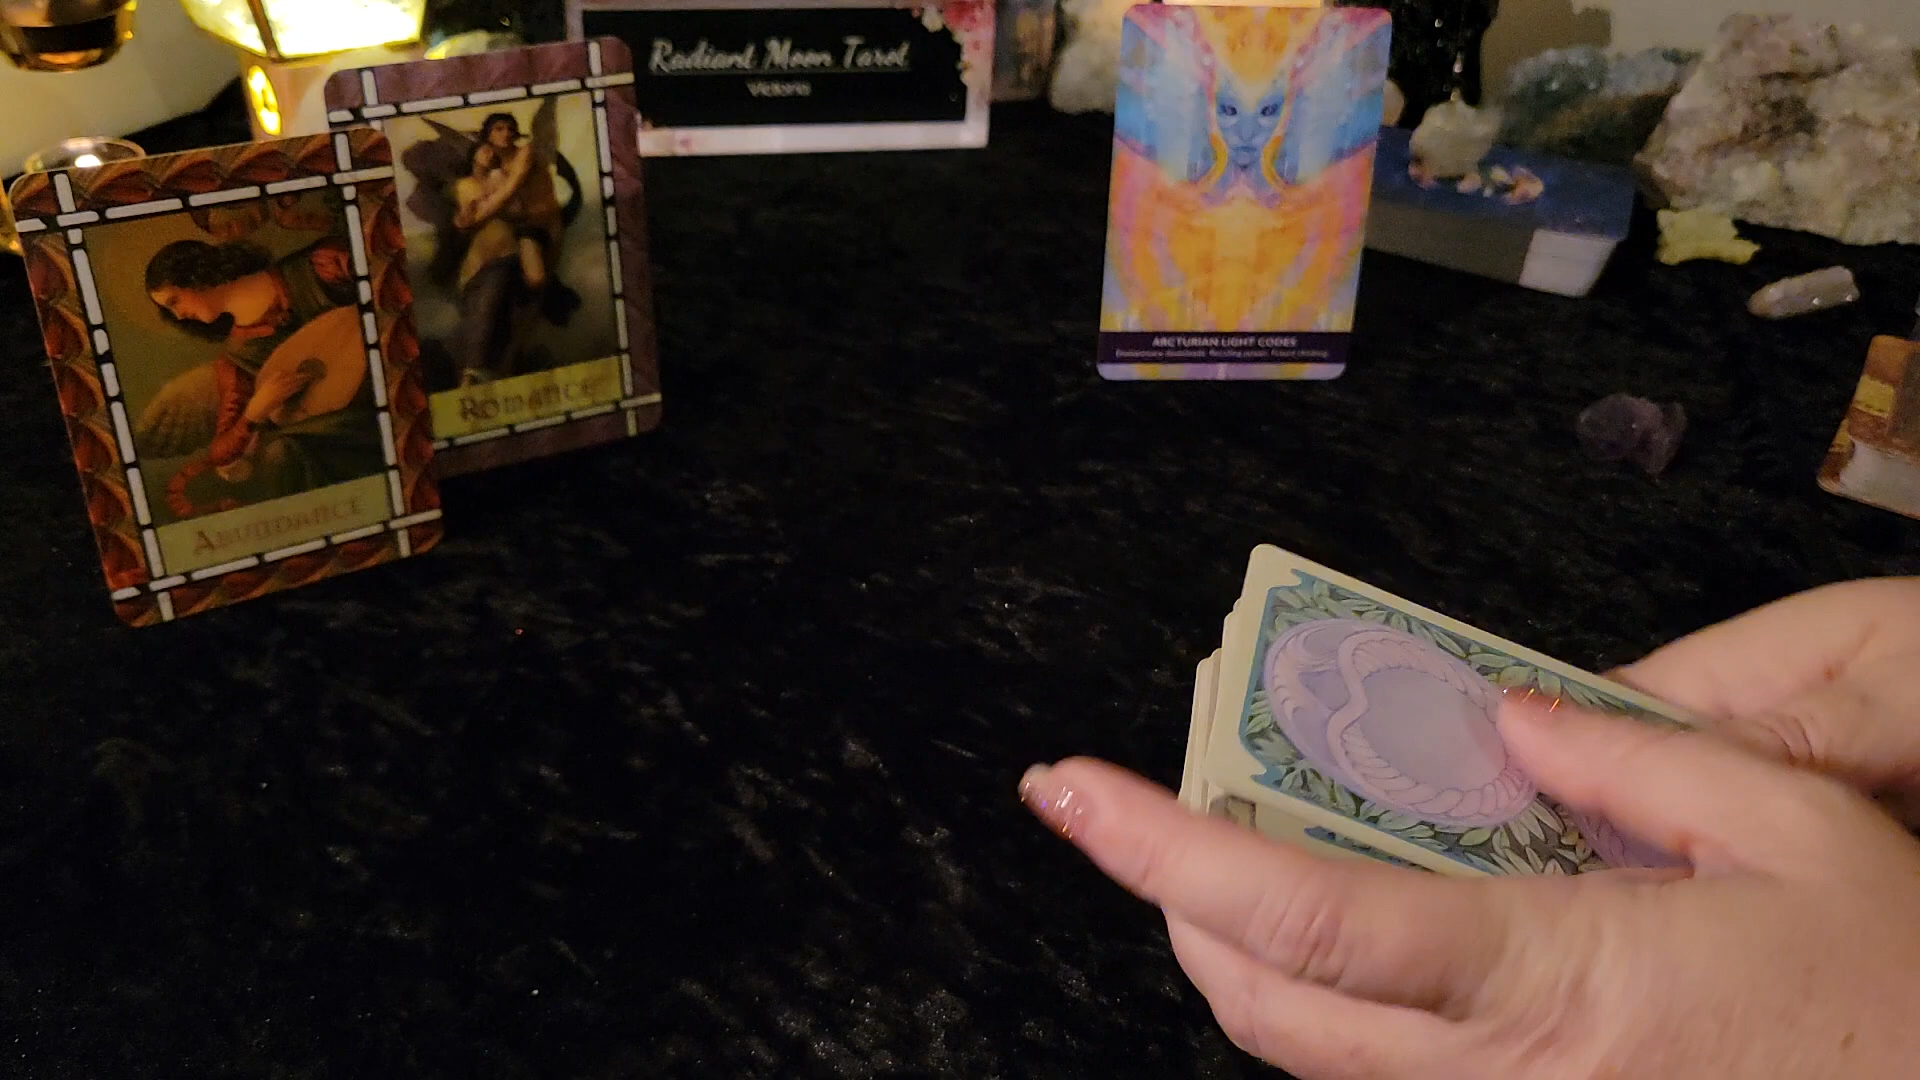 Radiant Moon Tarot
Victoria
ROMANCE
ABUNDANCE
ARCTURIAN LIGHT CODES